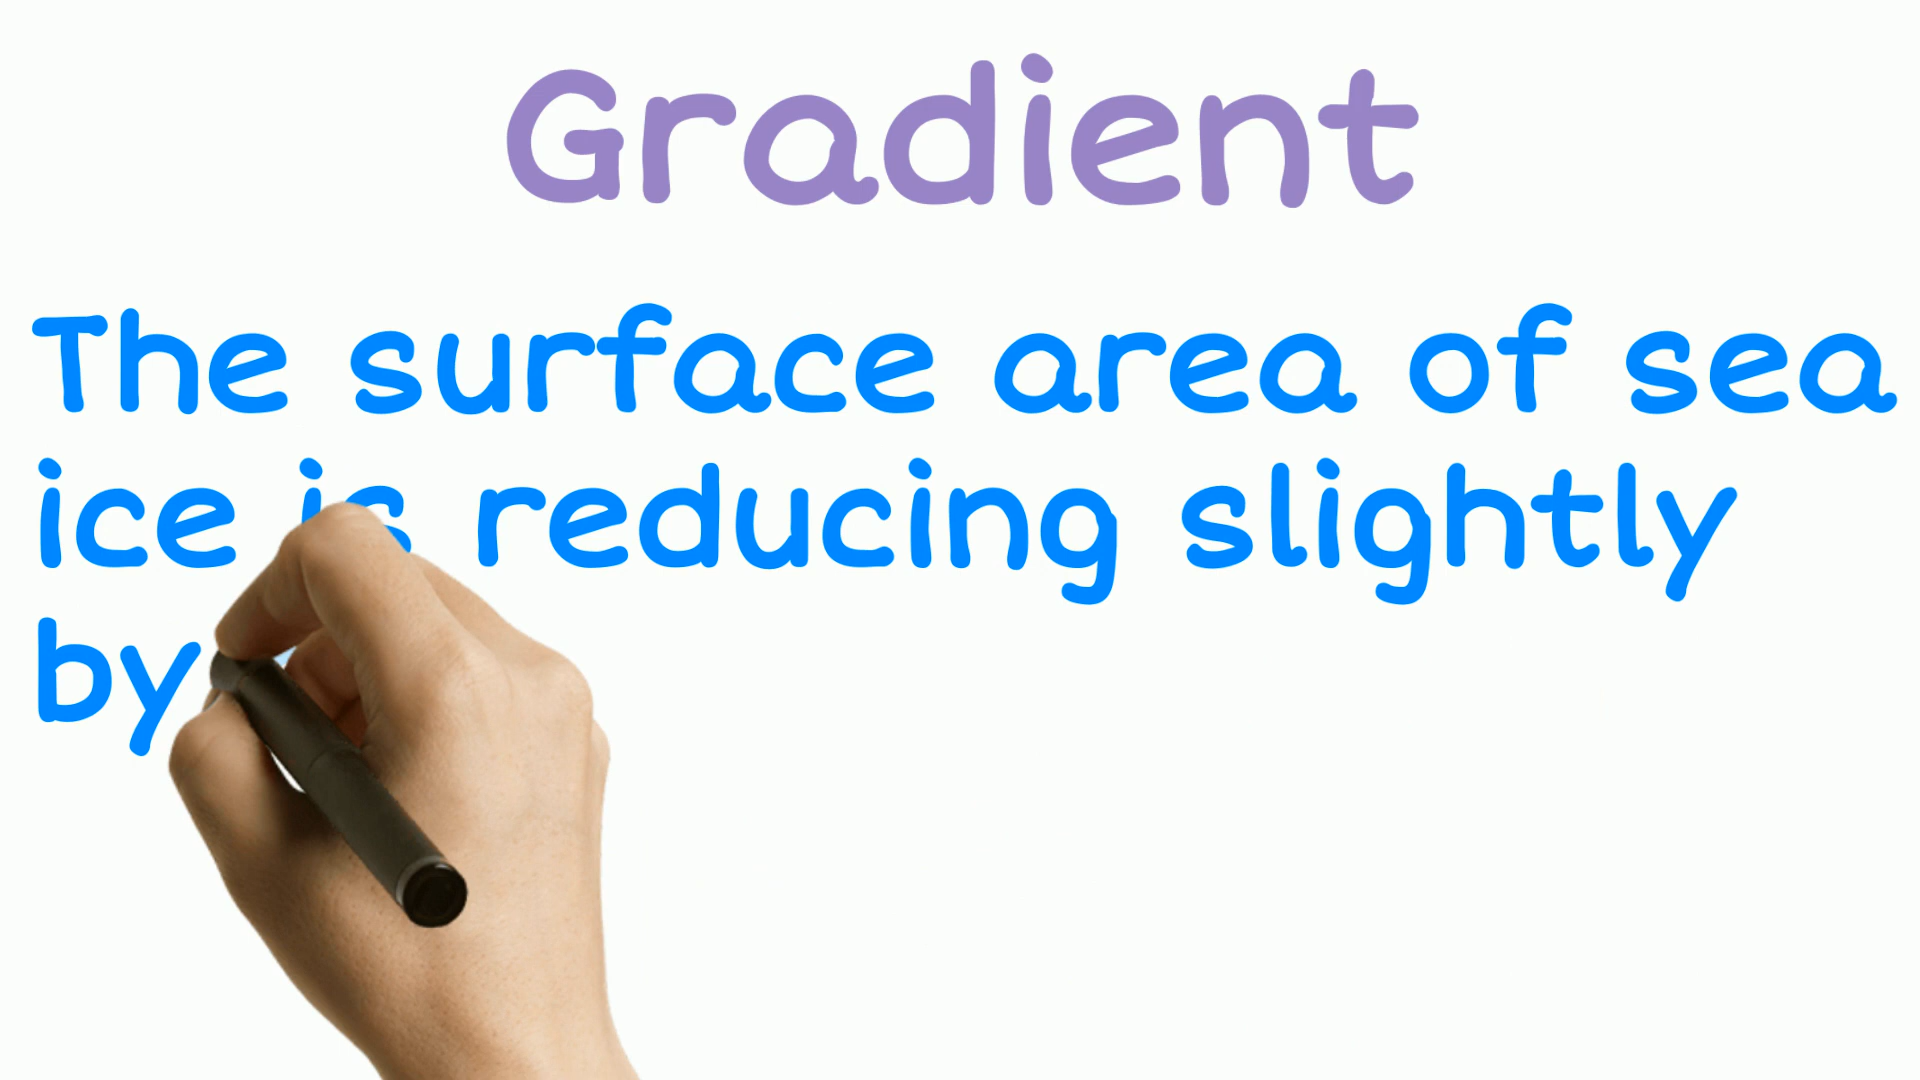 Gradient
The surface area of sea
ice is reducing slightly
by